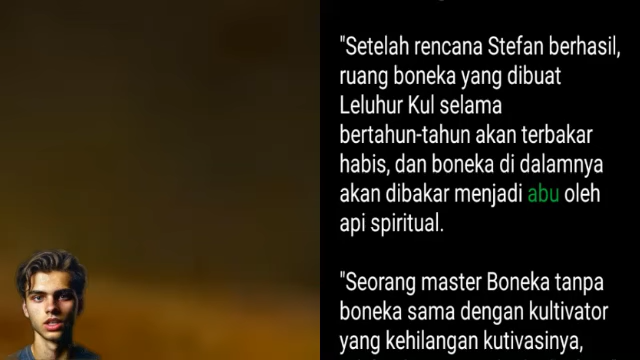 "Setelah rencana Stefan berhasil,
ruang boneka yang dibuat
Leluhur Kul selama
bertahun-tahun akan terbakar
habis, dan boneka di dalamnya
akan dibakar menjadi abu oleh
api spiritual.
"Seorang master Boneka tanpa
boneka sama dengan kultivator
yang kehilangan kutivasinya,